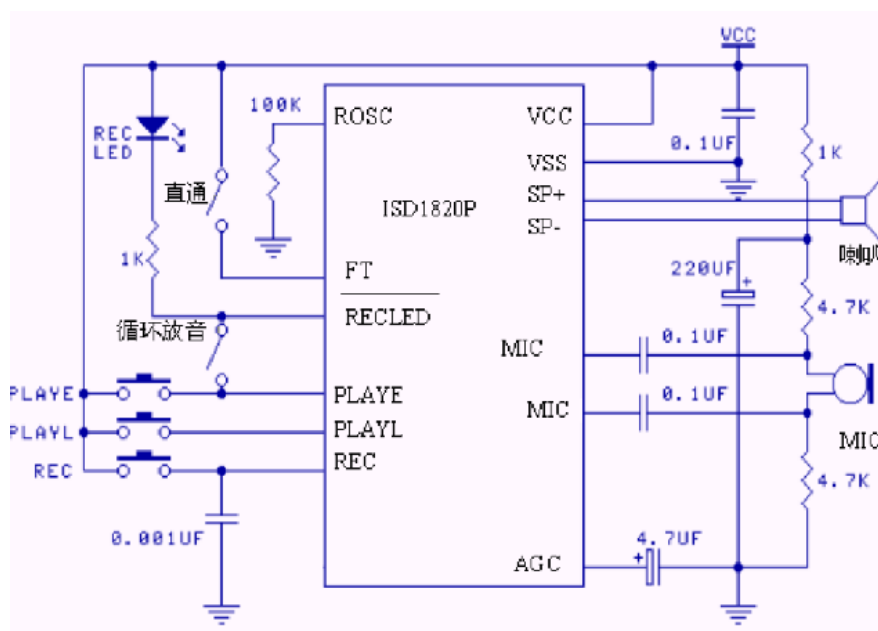 VCC
100K
ROSC
VCC
0.1UF
REC
LED
1K
VSS
直通
SP+
ISD1820P
SP-
1K
FT
220UF
+
4.7K
循环放音
RECLED
MIC
0.1UF
PLAYE
PLAYE
0.1UF
PLAYL
PLAYL
MIC
MIC
REC
REC
4.7K
0.001UF
4.7UF
AGC
+